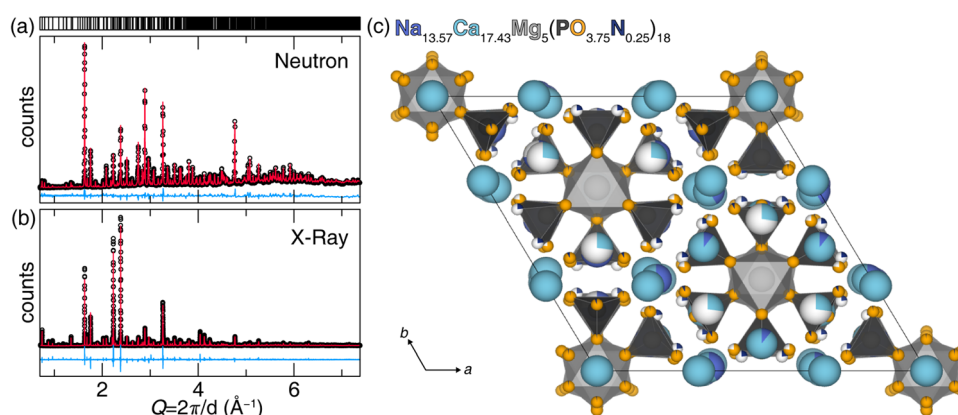 (a)
Neutron
counts
(b)
X-Ray
counts
2 4 6
Q=2π/d (Å⁻¹)
(c) Na₁₃.₅₇Ca₁₇.₄₃Mg₅(PO₃.₇₅N₀.₂₅)₁₈
b
a